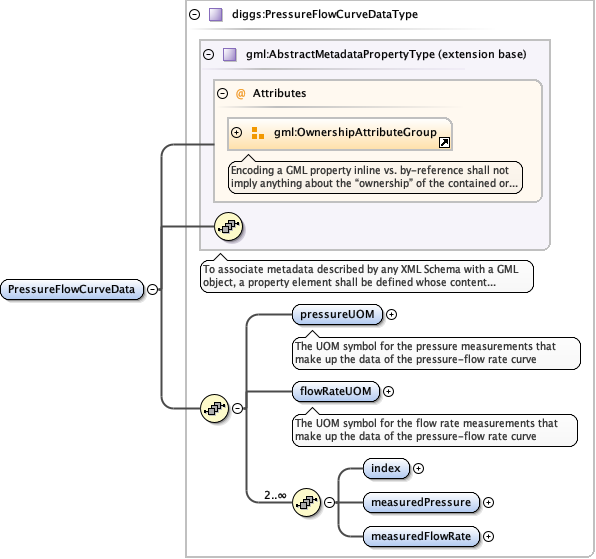 diggs:PressureFlowCurveDataType
gml:AbstractMetadataPropertyType (extension base)
@ Attributes
gml:OwnershipAttributeGroup
Encoding a GML property inline vs. by-reference shall not
imply anything about the “ownership” of the contained or...
To associate metadata described by any XML Schema with a GML
object, a property element shall be defined whose content...
PressureFlowCurveData
pressureUOM
The UOM symbol for the pressure measurements that
make up the data of the pressure-flow rate curve
flowRateUOM
The UOM symbol for the flow rate measurements that
make up the data of the pressure-flow rate curve
2..∞
index
measuredPressure
measuredFlowRate